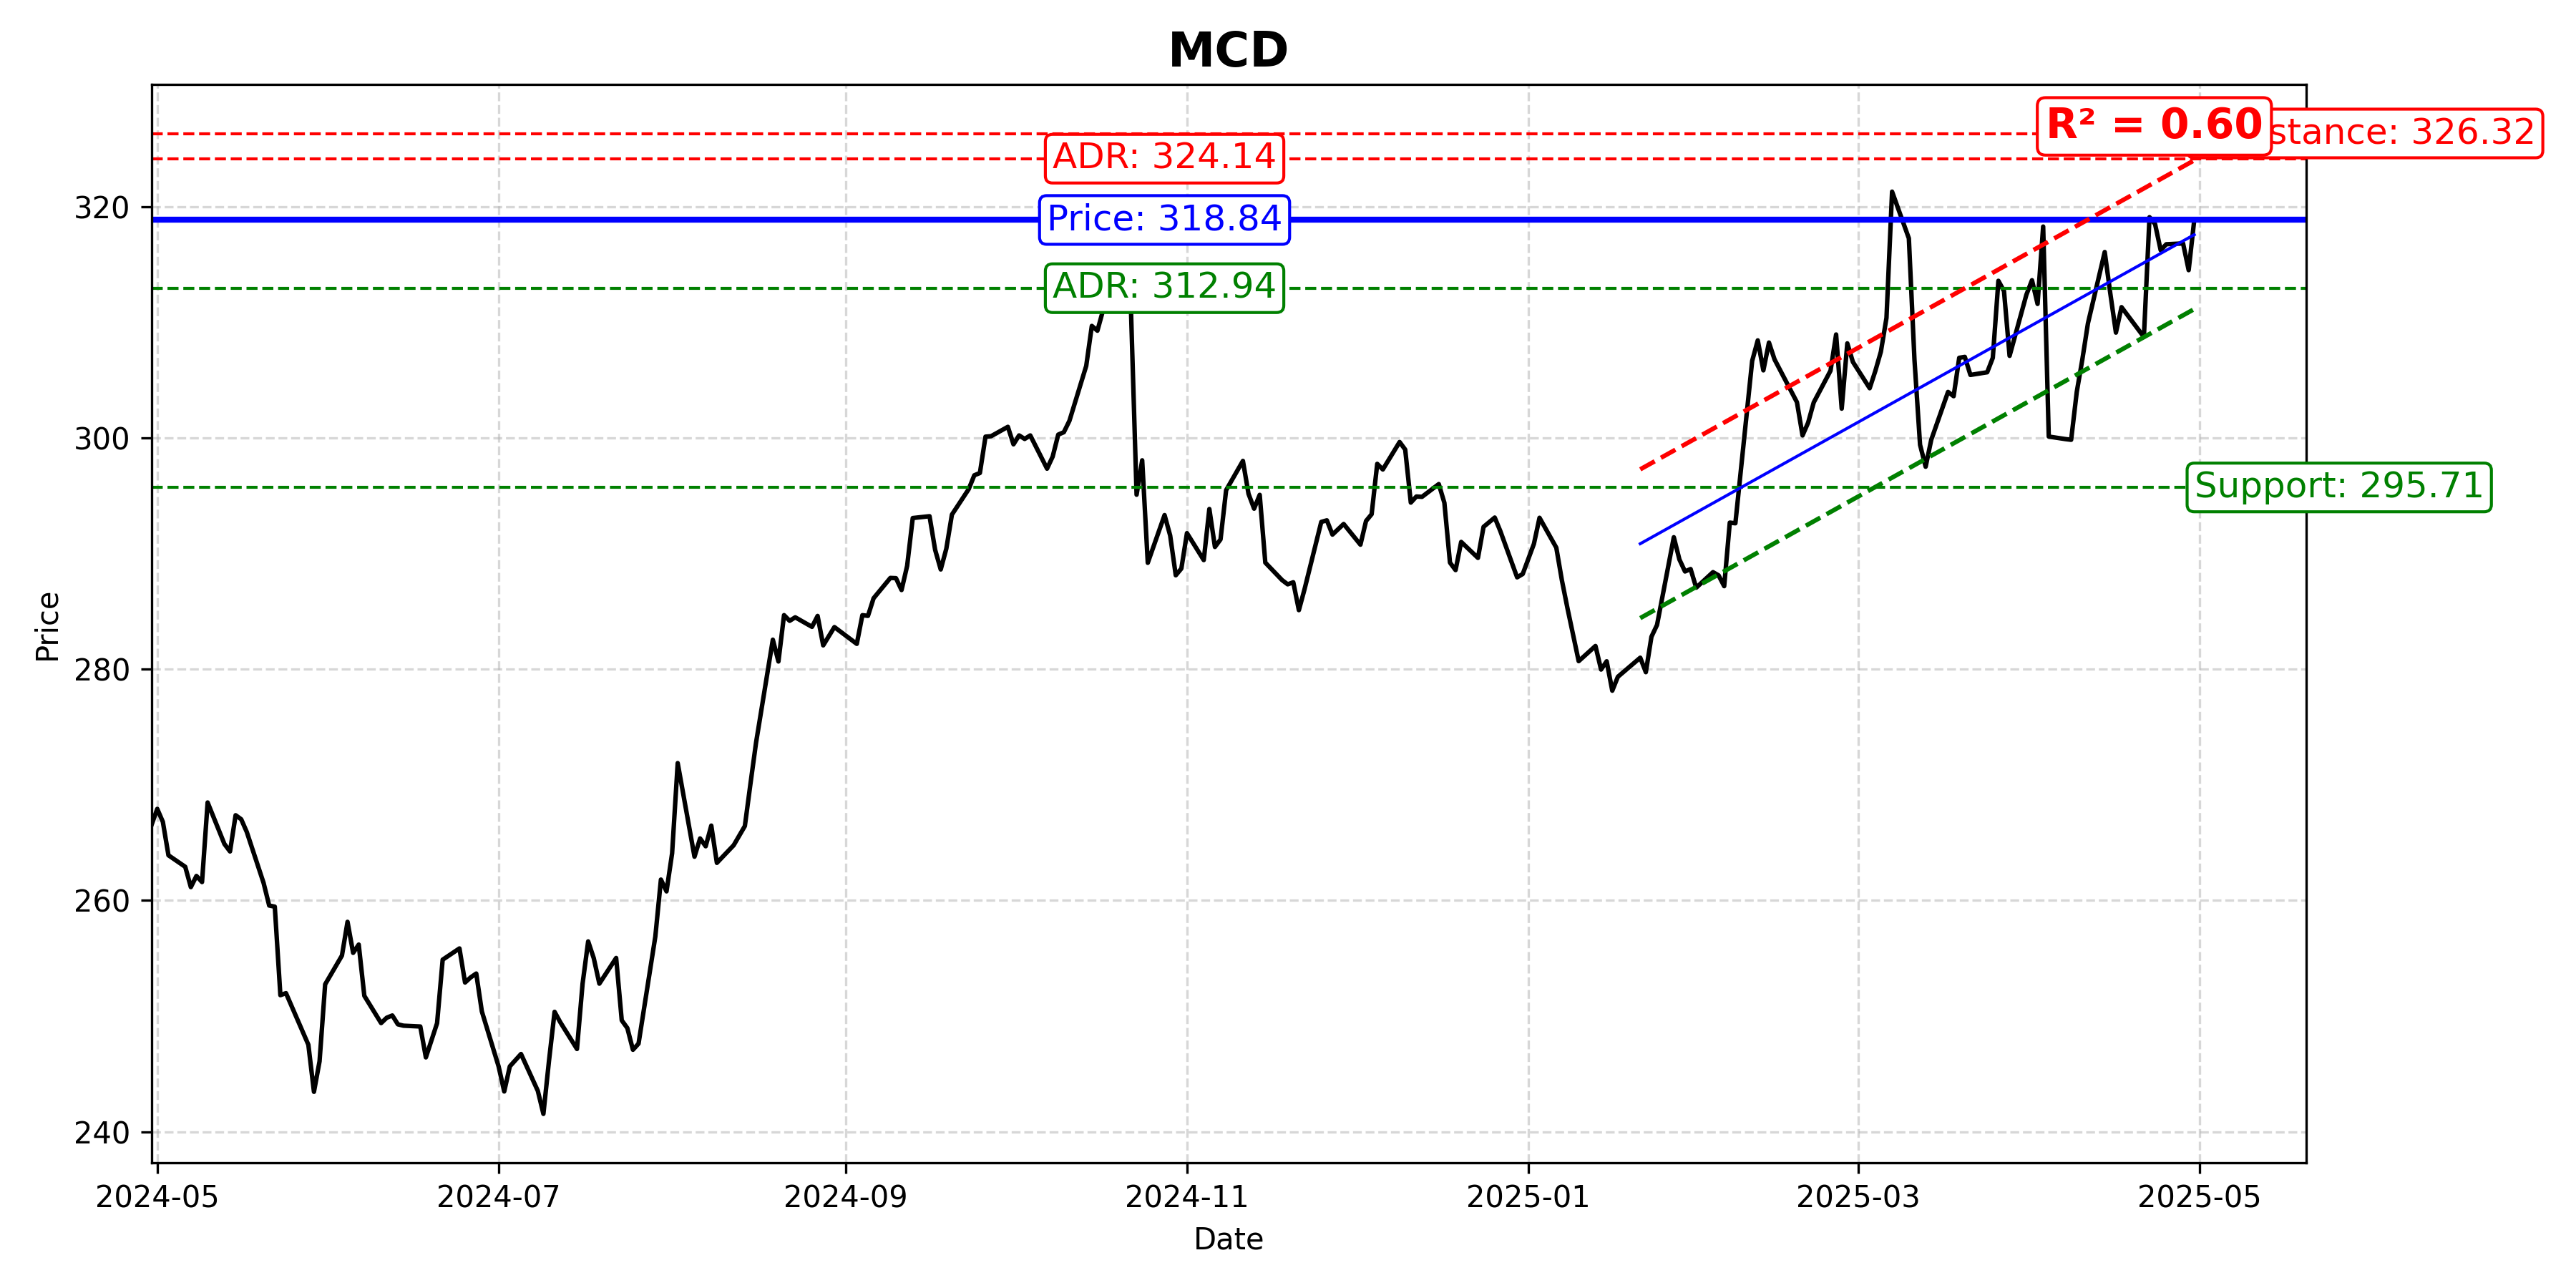 MCD
R² = 0.60
stance: 326.32
ADR: 324.14
Price: 318.84
ADR: 312.94
Support: 295.71
320
300
280
260
240
Price
2024-05
2024-07
2024-09
2024-11
2025-01
2025-03
2025-05
Date